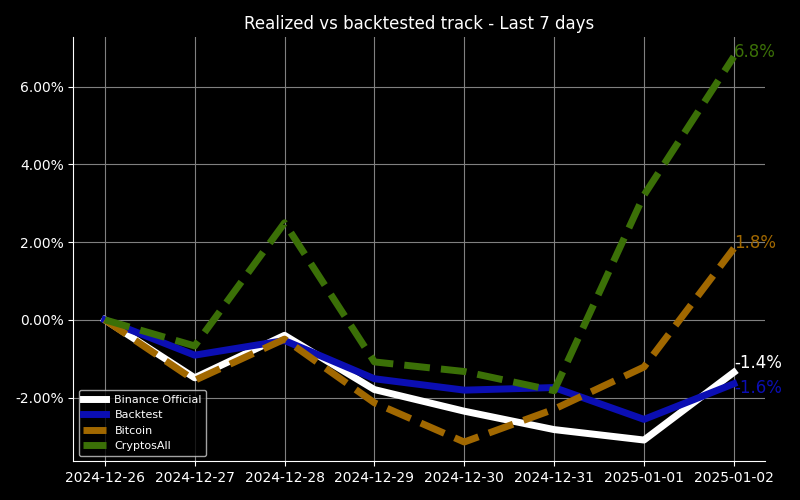 Realized vs backtested track - Last 7 days
6.8%
6.00%
4.00%
2.00%
1.8%
0.00%
-1.4%
-1.6%
-2.00%
Binance Official
Backtest
Bitcoin
CryptosAll
2024-12-26 2024-12-27 2024-12-28 2024-12-29 2024-12-30 2024-12-31 2025-01-01 2025-01-02